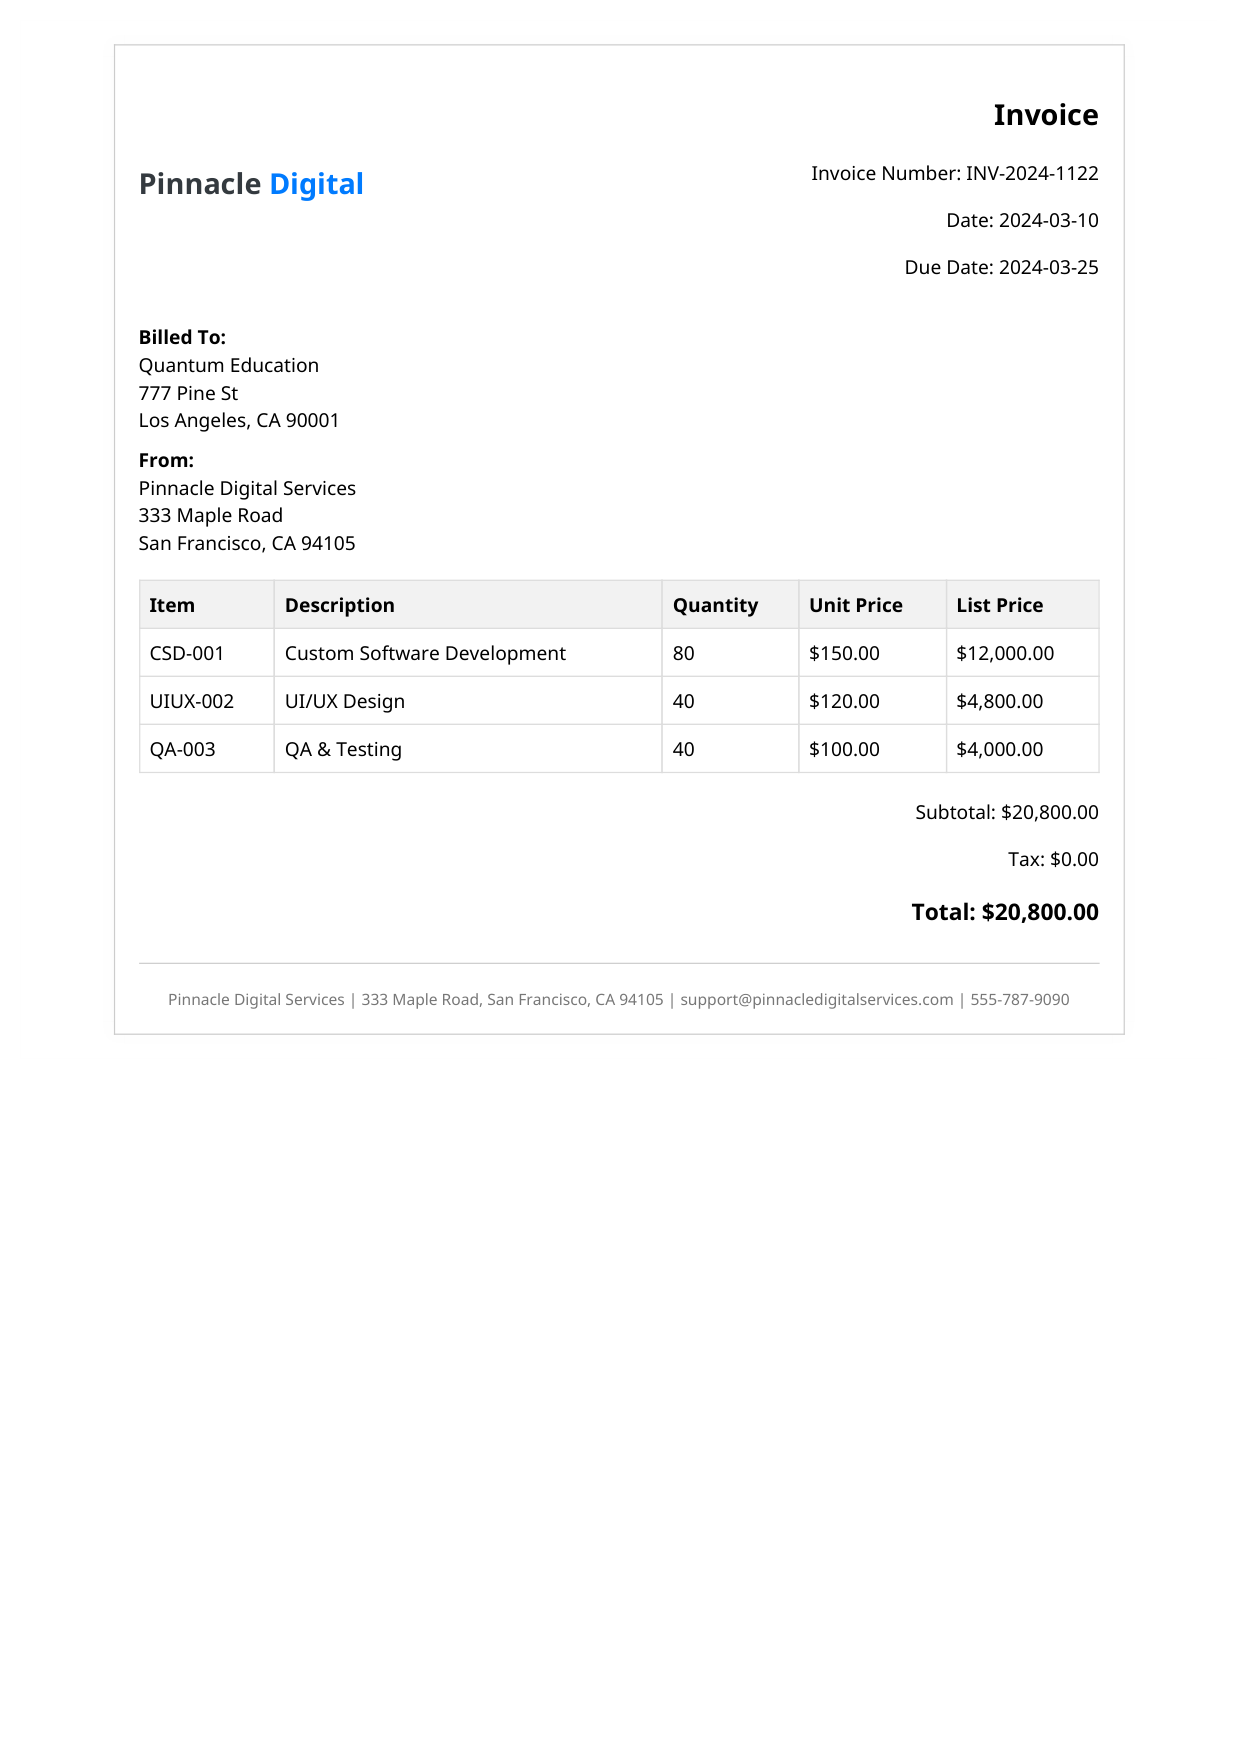 Invoice
Pinnacle Digital
Invoice Number: INV-2024-1122
Date: 2024-03-10
Due Date: 2024-03-25
Billed To:
Quantum Education
777 Pine St
Los Angeles, CA 90001
From:
Pinnacle Digital Services
333 Maple Road
San Francisco, CA 94105
Item Description Quantity Unit Price List Price
CSD-001 Custom Software Development 80 $150.00 $12,000.00
UIUX-002 UI/UX Design 40 $120.00 $4,800.00
QA-003 QA & Testing 40 $100.00 $4,000.00
Subtotal: $20,800.00
Tax: $0.00
Total: $20,800.00
Pinnacle Digital Services | 333 Maple Road, San Francisco, CA 94105 | support@pinnacledigitalservices.com | 555-787-9090